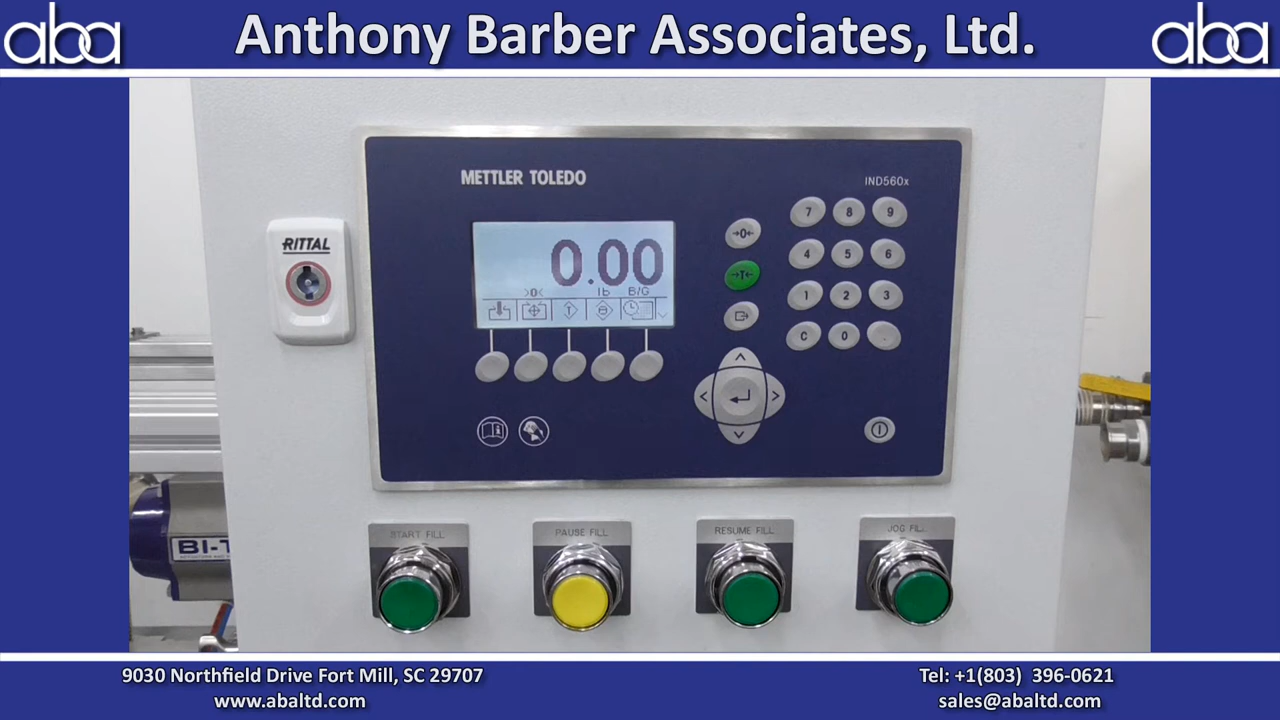 aba
Anthony Barber Associates, Ltd.
aba
METTLER TOLEDO
IND560x
RITTAL
0.00
>0<
lb
B/G
T
→0←
→T←
7 8 9
4 5 6
1 2 3
C 0 .
BI-T
START FILL
PAUSE FILL
RESUME FILL
JOG FILL
9030 Northfield Drive Fort Mill, SC 29707
www.abaltd.com
Tel: +1(803) 396-0621
sales@abaltd.com